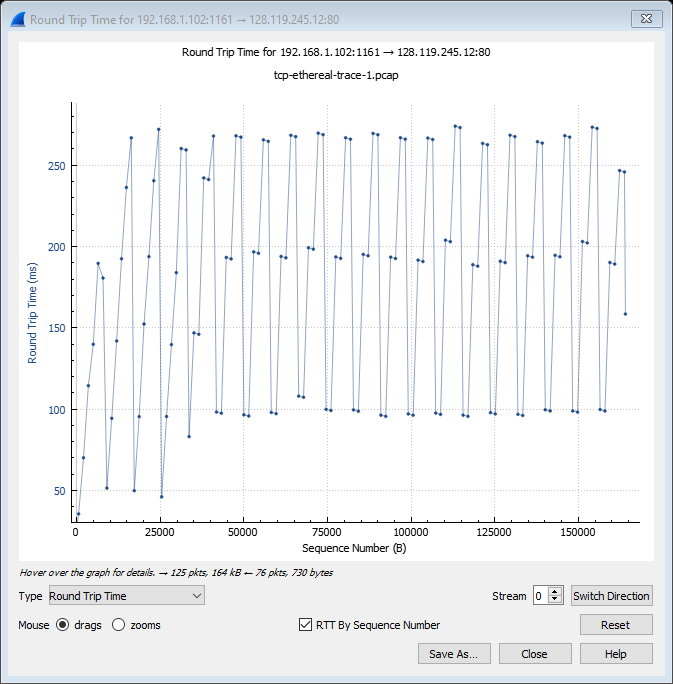 Round Trip Time for 192.168.1.102:1161 → 128.119.245.12:80
Round Trip Time for 192.168.1.102:1161 → 128.119.245.12:80
tcp-ethereal-trace-1.pcap
Round Trip Time (ms)
250
200
150
100
50
0 25000 50000 75000 100000 125000 150000
Sequence Number (B)
Hover over the graph for details. → 125 pkts, 164 kB ← 76 pkts, 730 bytes
Type Round Trip Time Stream 0 Switch Direction
Mouse drags zooms RTT By Sequence Number Reset
Save As... Close Help